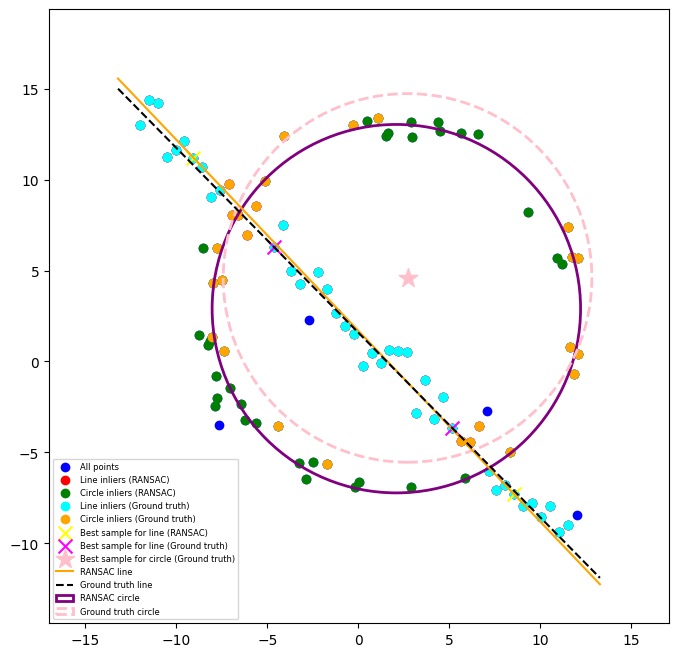 15
10
5
0
−5
−10
All points
Line inliers (RANSAC)
Circle inliers (RANSAC)
Line inliers (Ground truth)
Circle inliers (Ground truth)
Best sample for line (RANSAC)
Best sample for line (Ground truth)
Best sample for circle (Ground truth)
RANSAC line
Ground truth line
RANSAC circle
Ground truth circle
−15 −10 −5 0 5 10 15